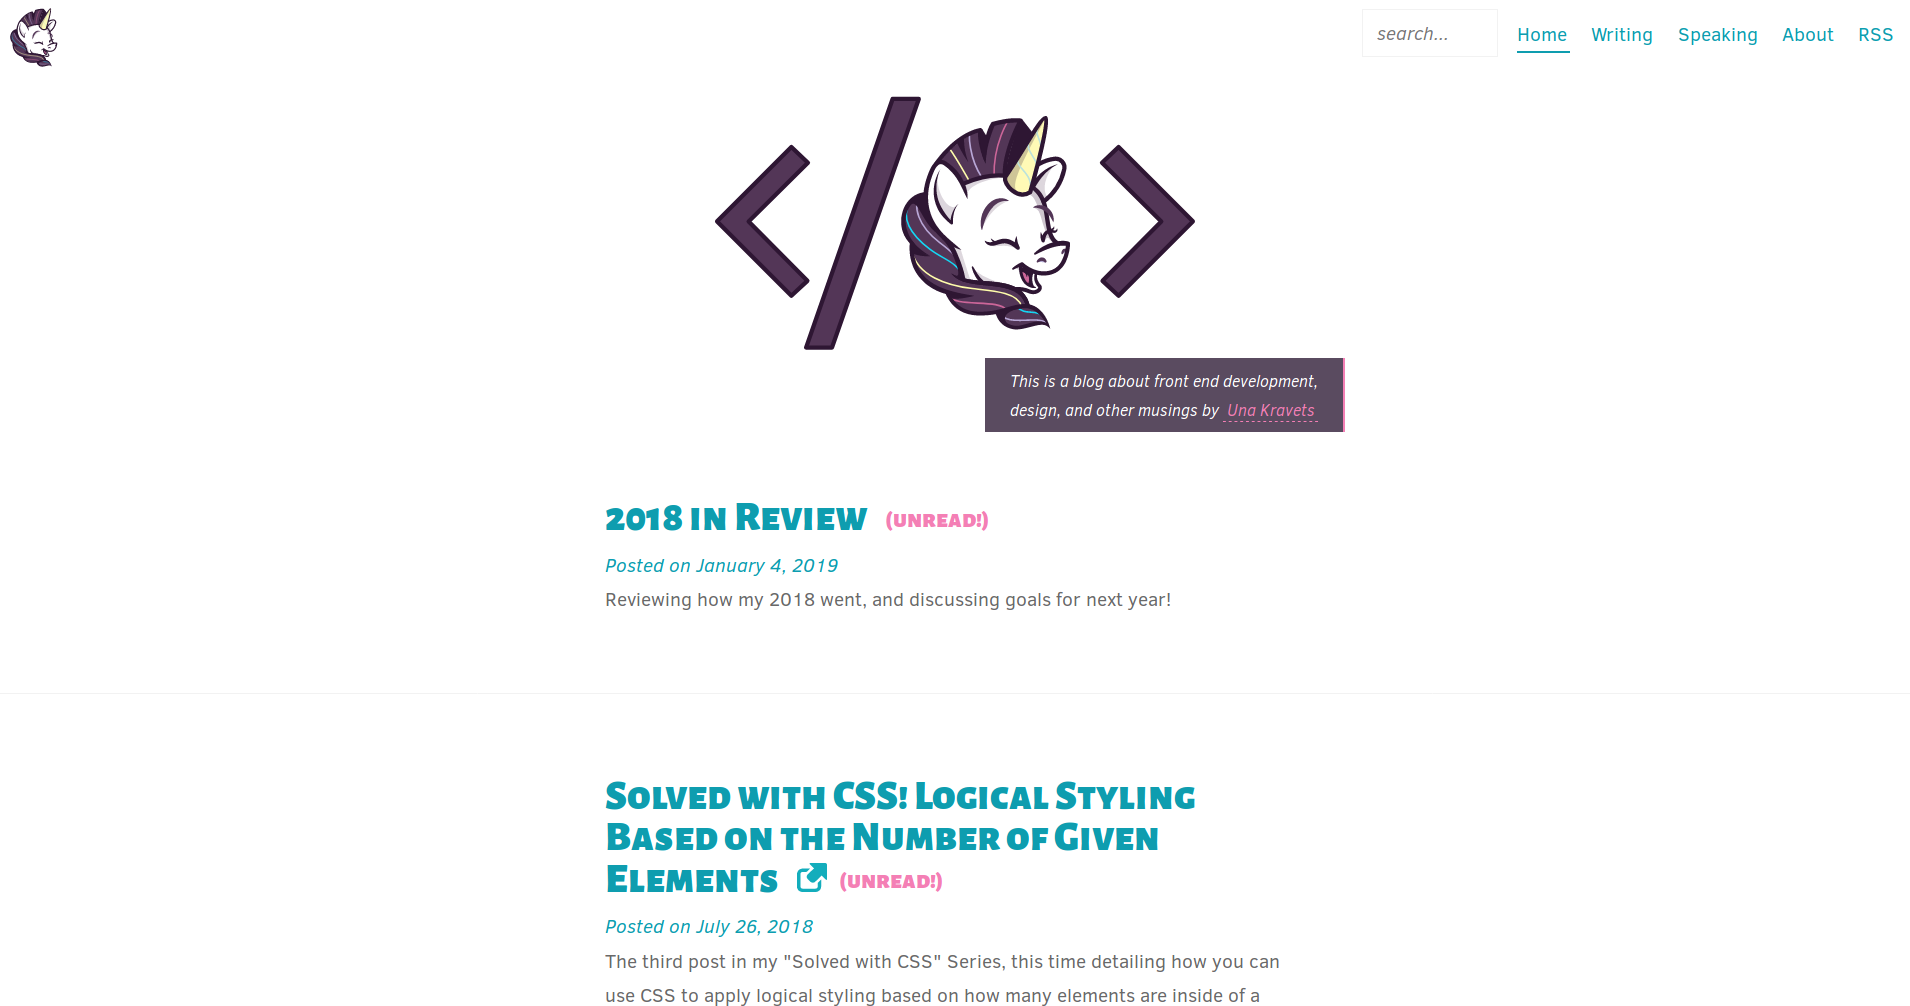 search...
Home Writing Speaking About RSS
This is a blog about front end development,
design, and other musings by Una Kravets
2018 in Review (unread!)
Posted on January 4, 2019
Reviewing how my 2018 went, and discussing goals for next year!
Solved with CSS! Logical Styling
Based on the Number of Given
Elements (unread!)
Posted on July 26, 2018
The third post in my "Solved with CSS" Series, this time detailing how you can
use CSS to apply logical styling based on how many elements are inside of a